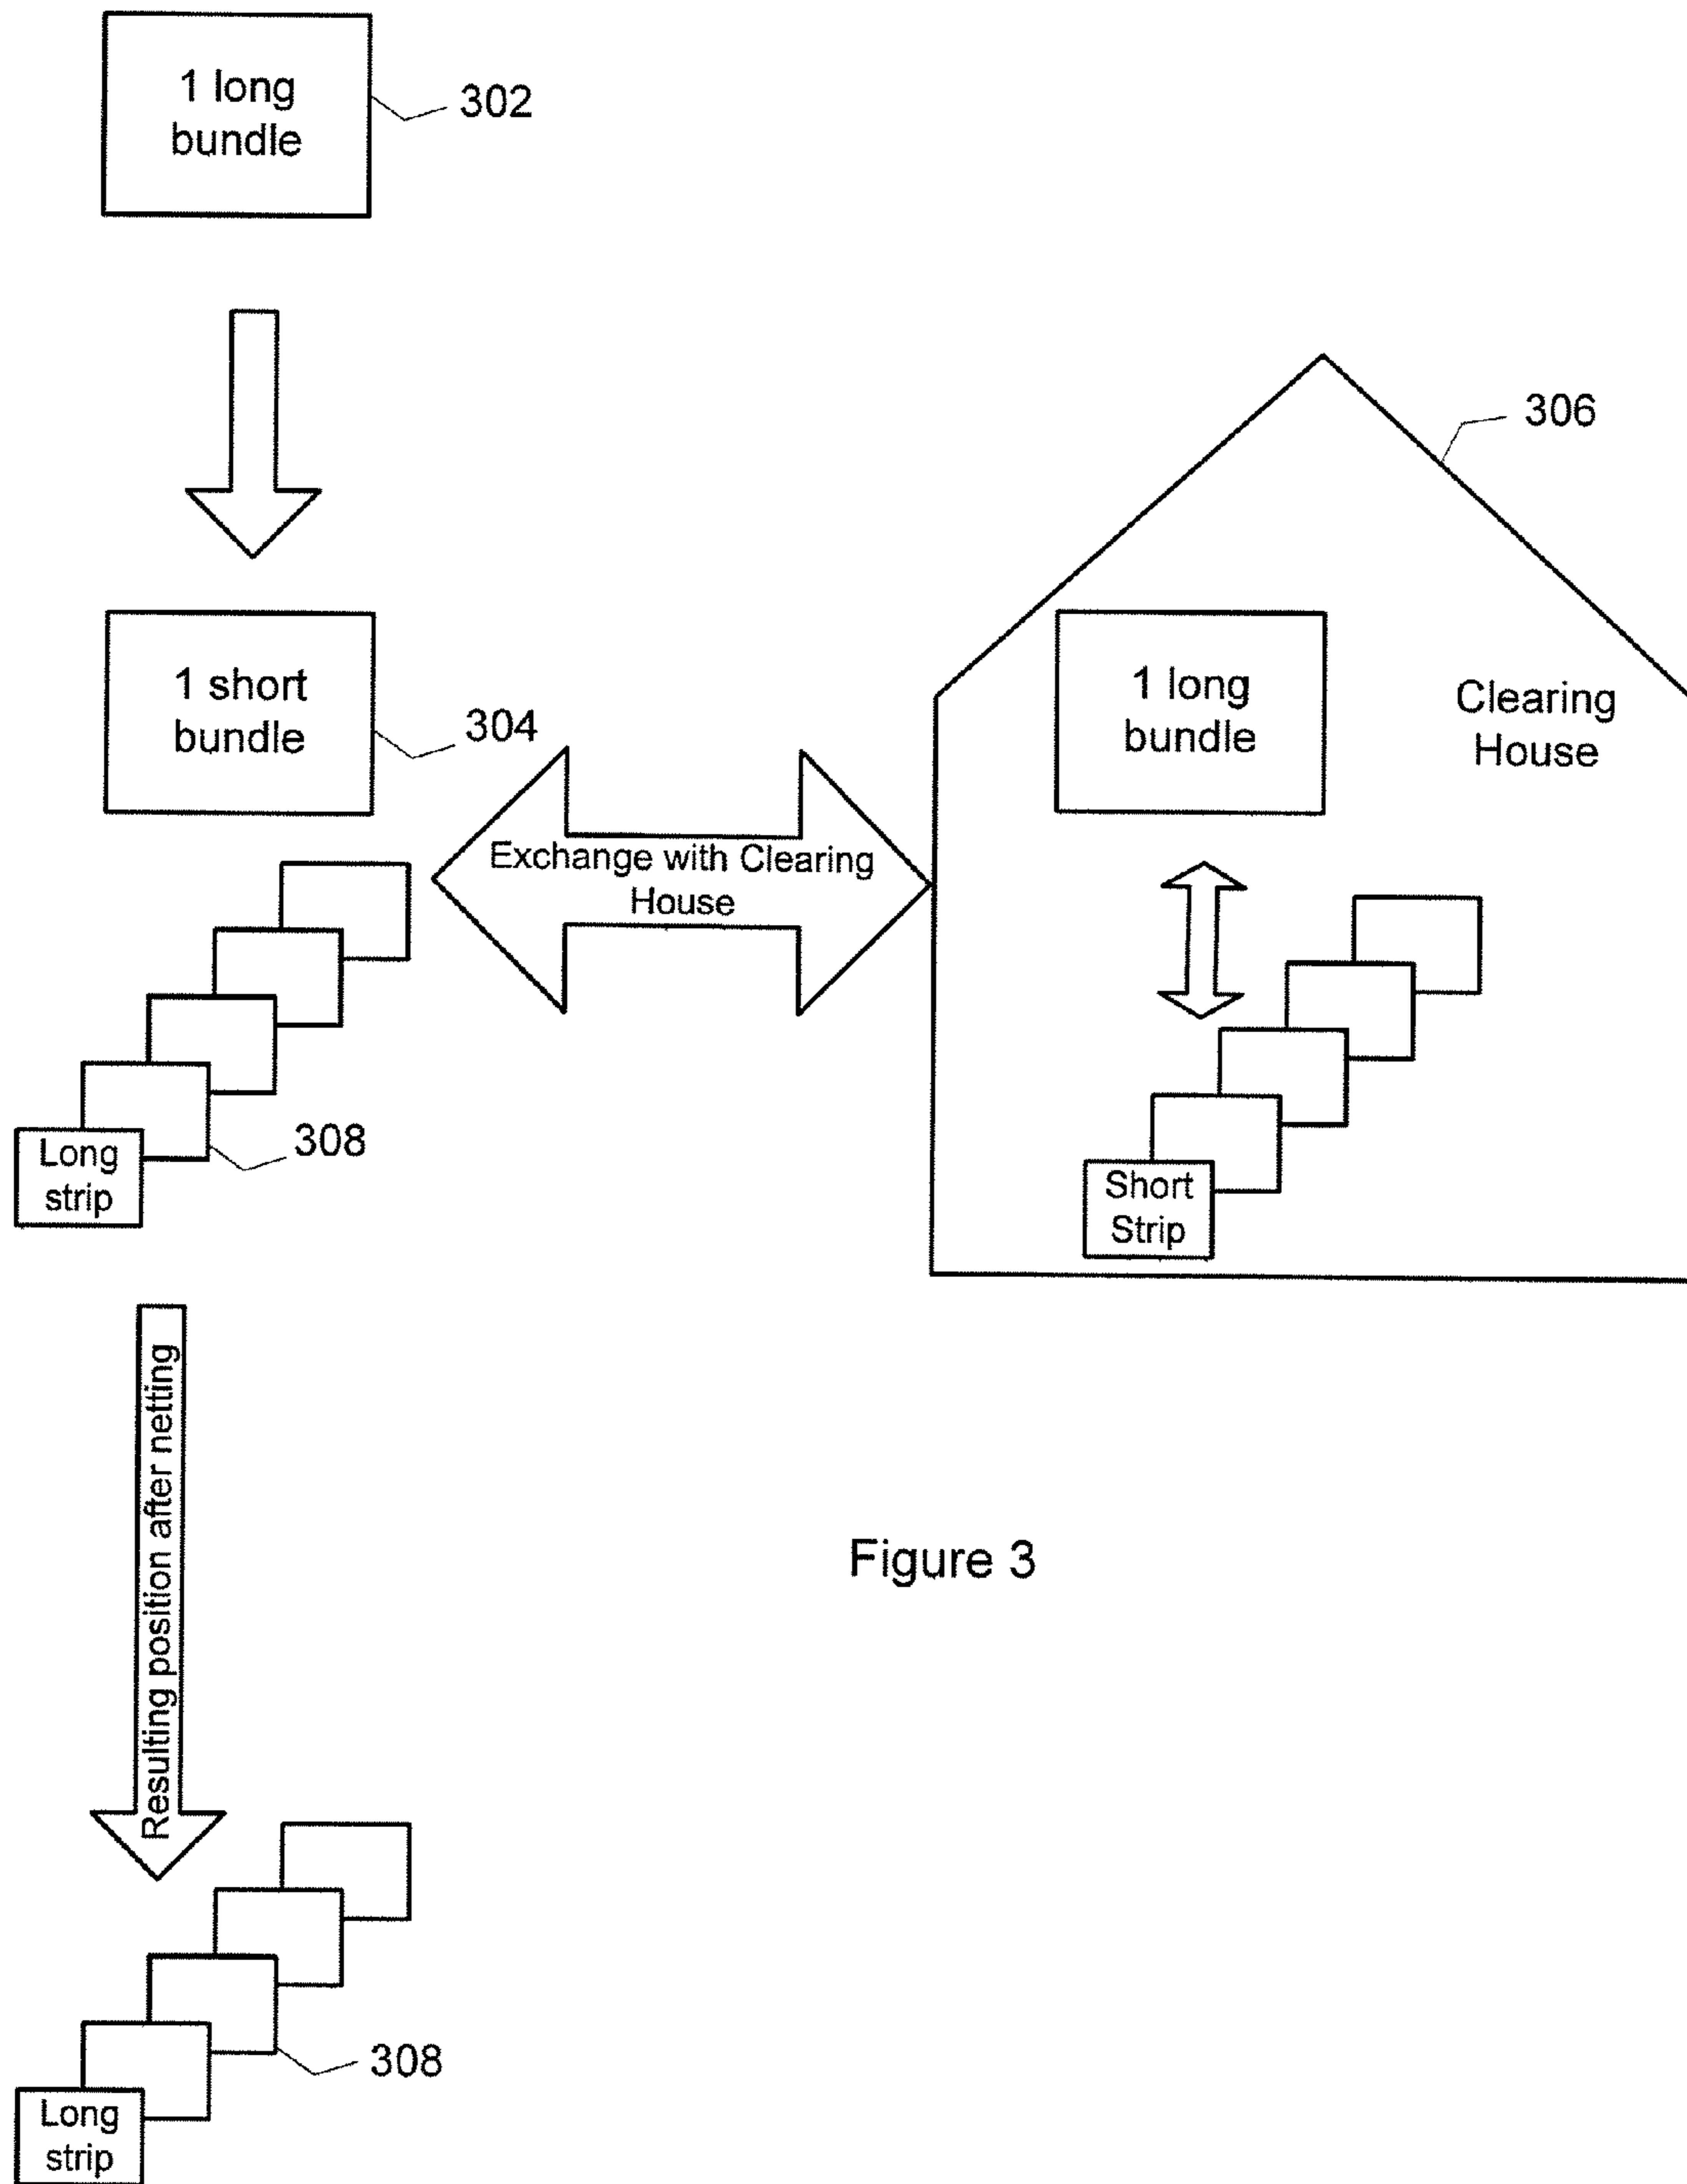 1 long
bundle
302
306
1 short
bundle
304
1 long
bundle
Clearing
House
Exchange with Clearing
House
Long
strip
308
Short
Strip
Resulting position after netting
Figure 3
308
Long
strip